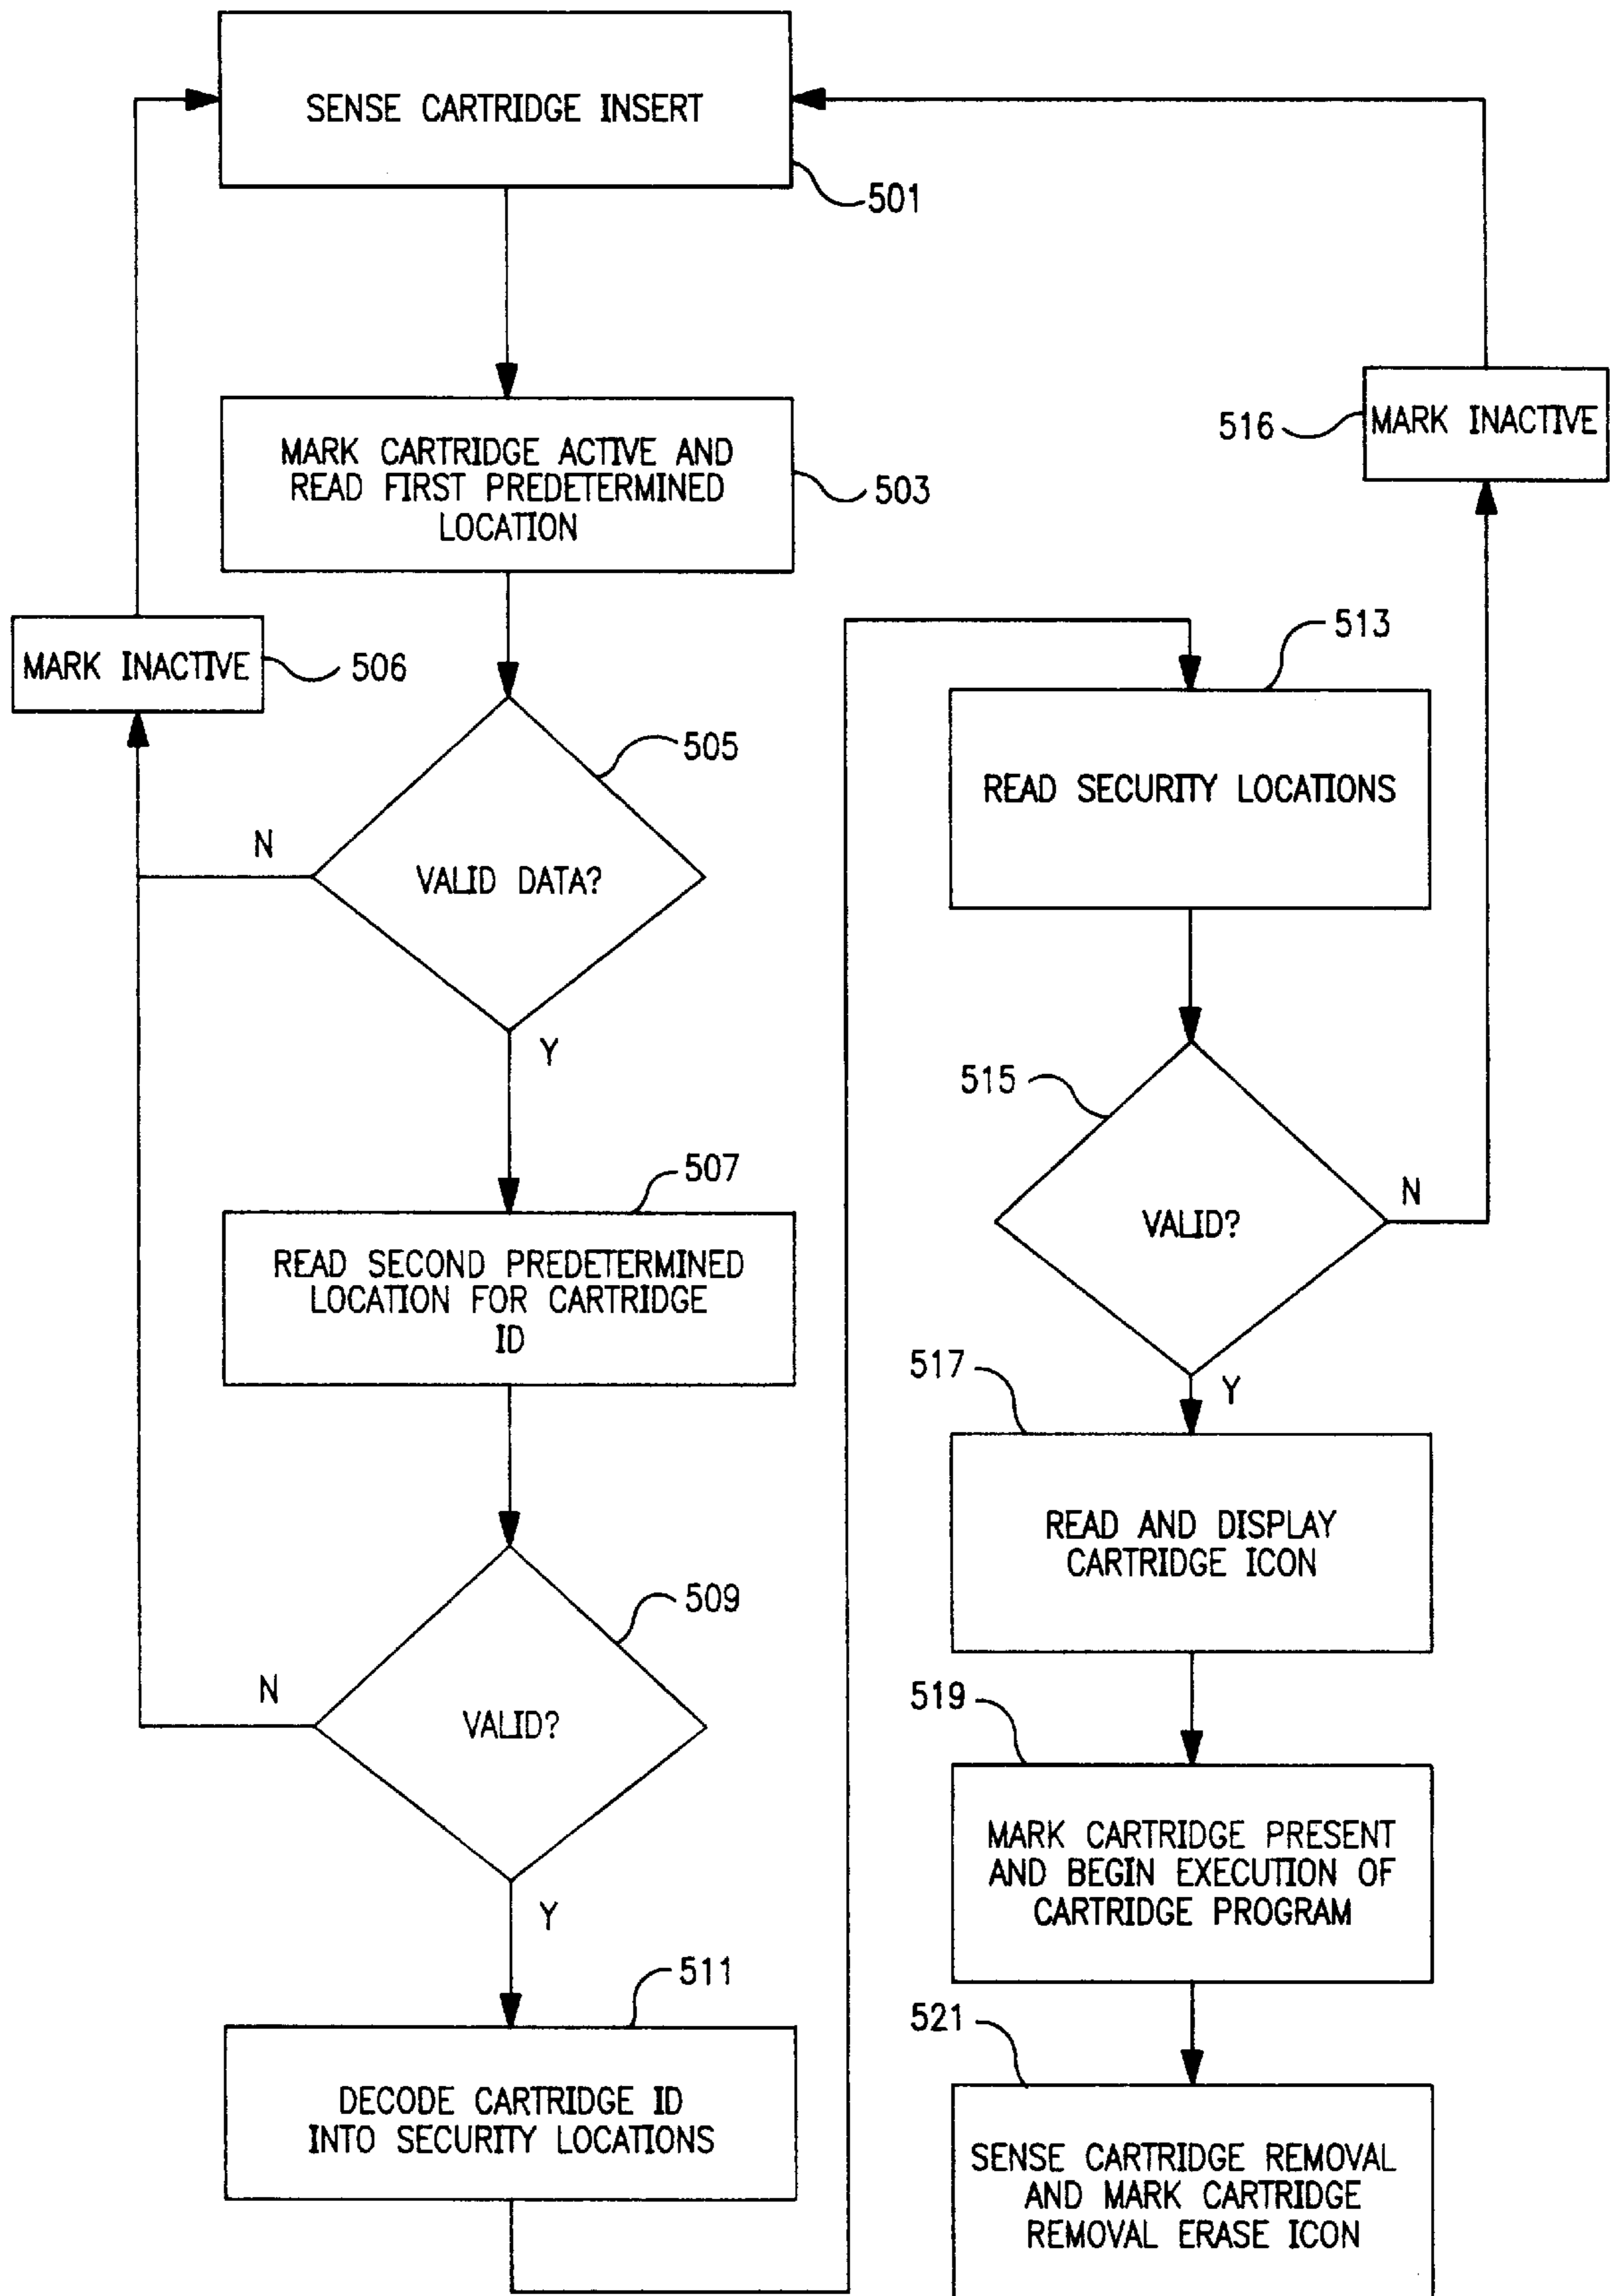 SENSE CARTRIDGE INSERT
501
MARK CARTRIDGE ACTIVE AND
READ FIRST PREDETERMINED
LOCATION
503
MARK INACTIVE
506
505
N
VALID DATA?
Y
507
READ SECOND PREDETERMINED
LOCATION FOR CARTRIDGE
ID
509
N
VALID?
Y
511
DECODE CARTRIDGE ID
INTO SECURITY LOCATIONS
516
MARK INACTIVE
513
READ SECURITY LOCATIONS
515
VALID?
N
Y
517
READ AND DISPLAY
CARTRIDGE ICON
519
MARK CARTRIDGE PRESENT
AND BEGIN EXECUTION OF
CARTRIDGE PROGRAM
521
SENSE CARTRIDGE REMOVAL
AND MARK CARTRIDGE
REMOVAL ERASE ICON